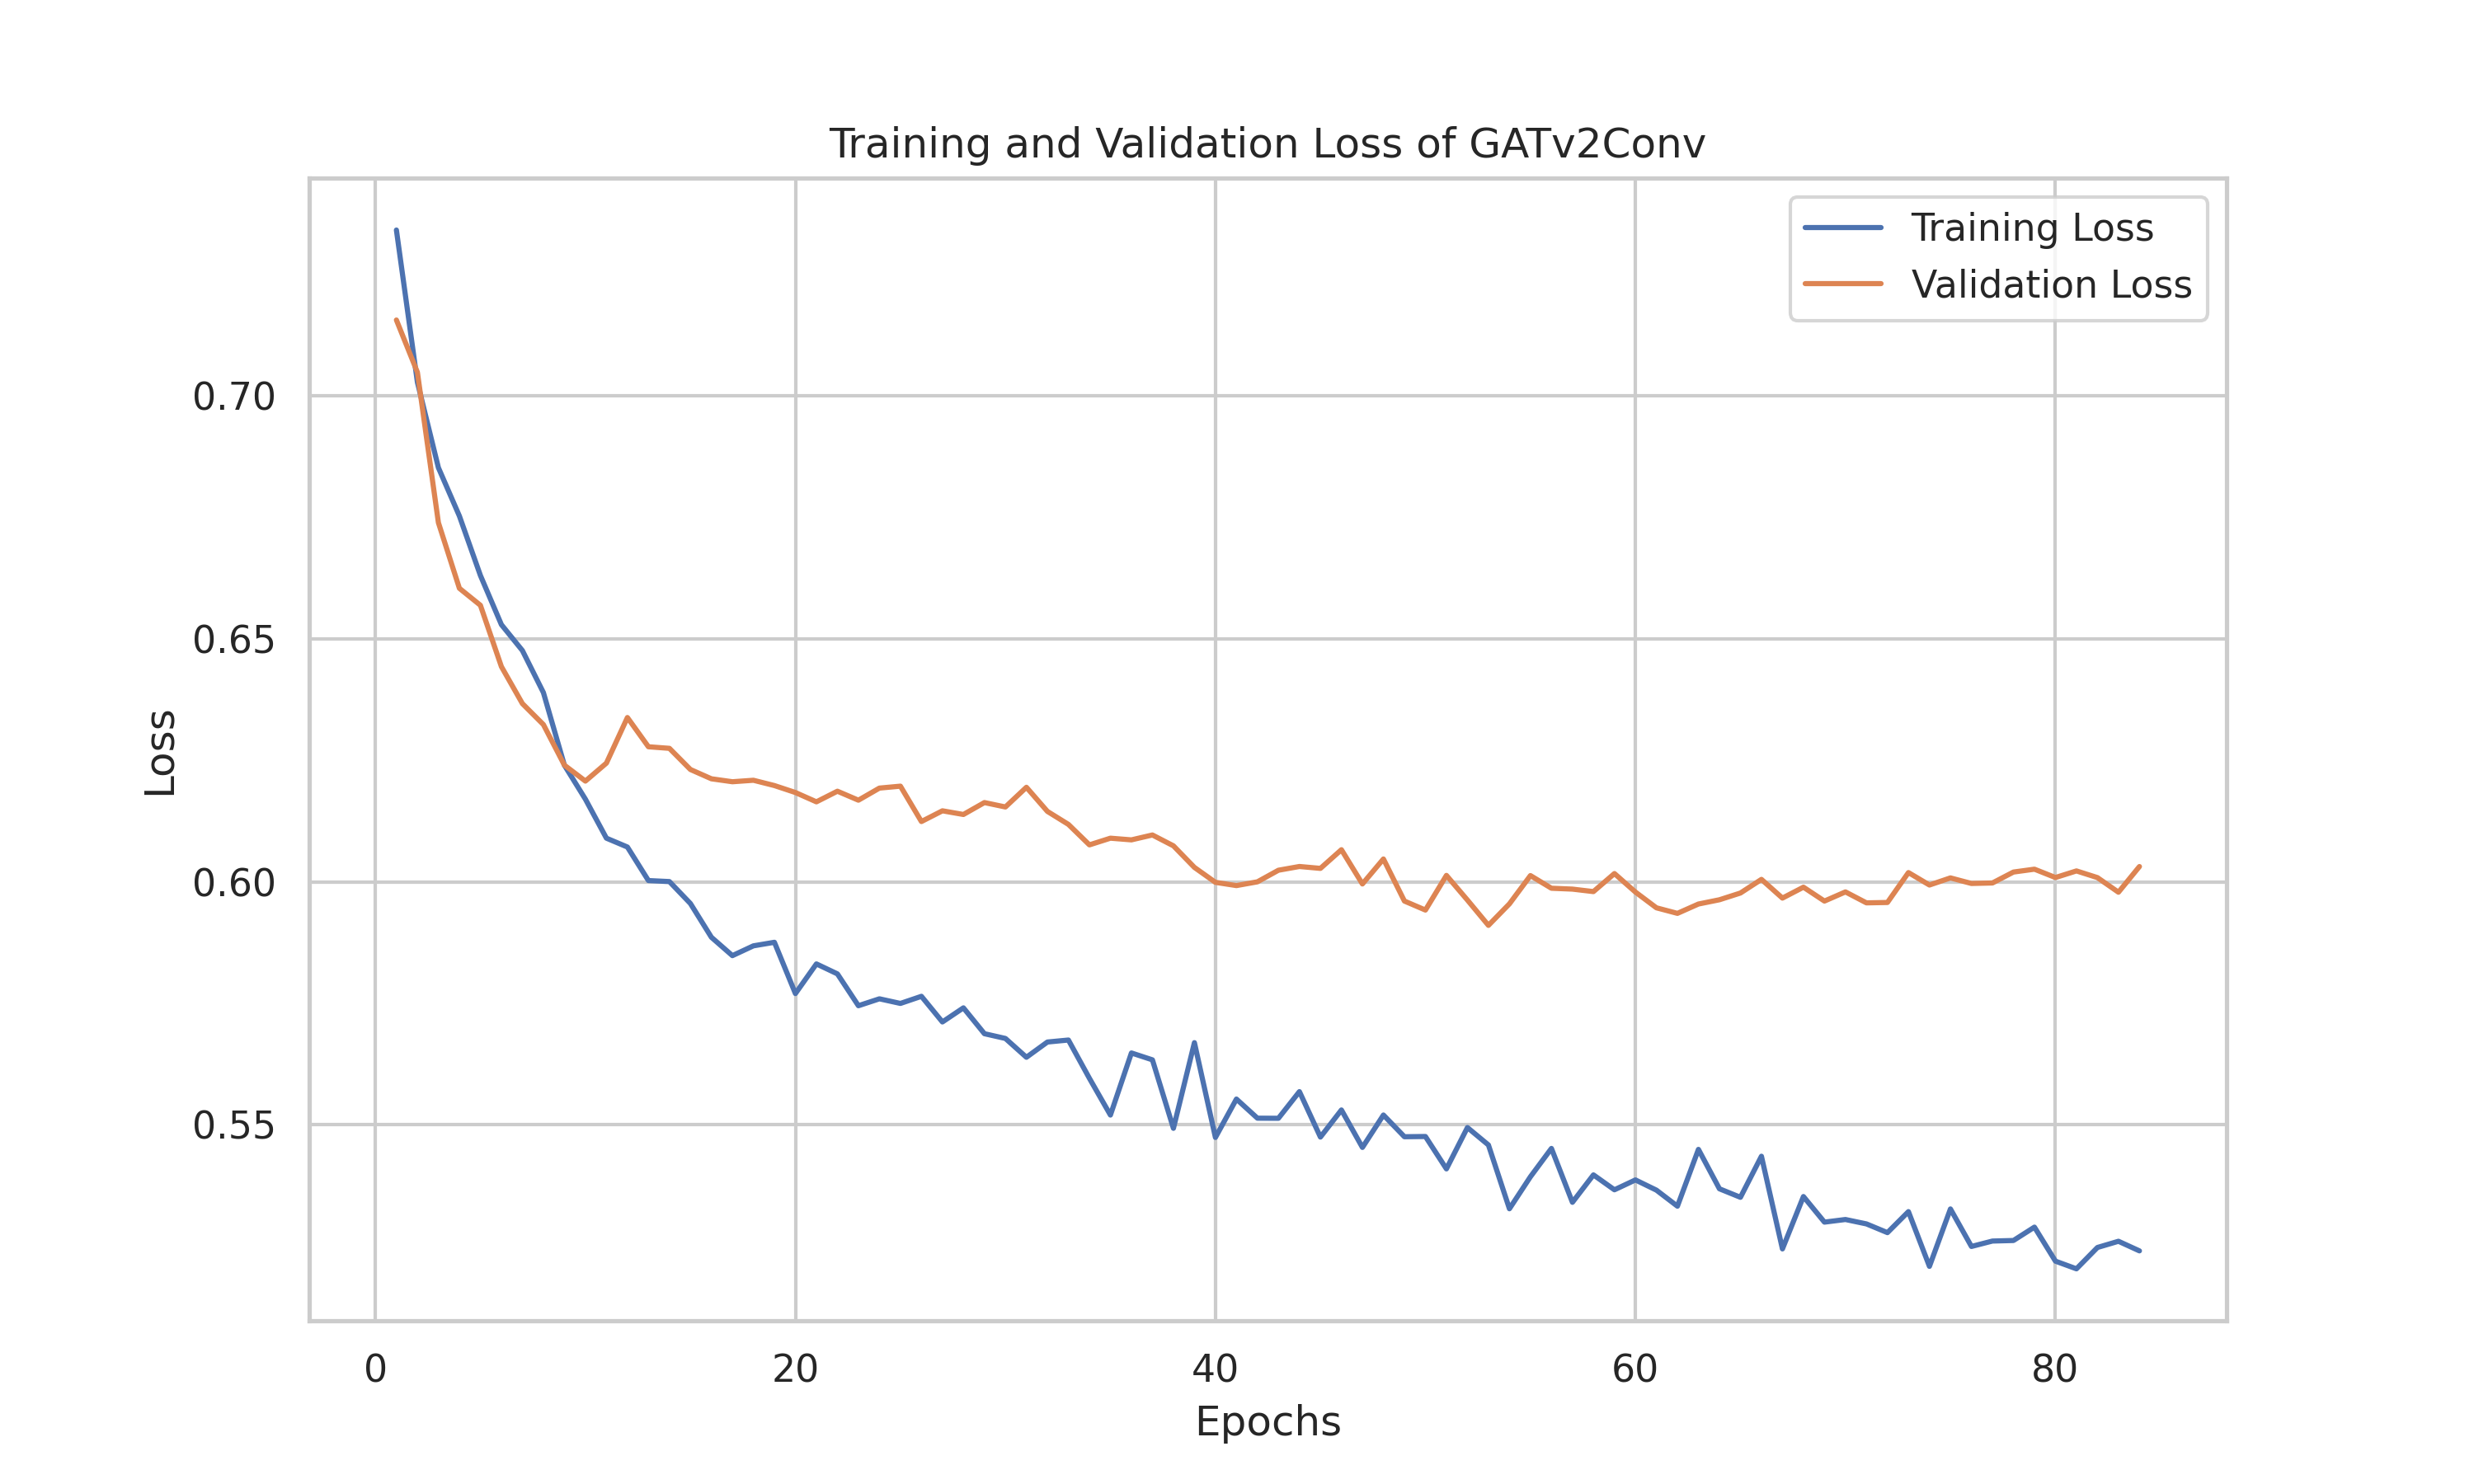 Training and Validation Loss of GATv2Conv
Training Loss
Validation Loss
0.70
0.65
0.60
0.55
Loss
0 20 40 60 80
Epochs